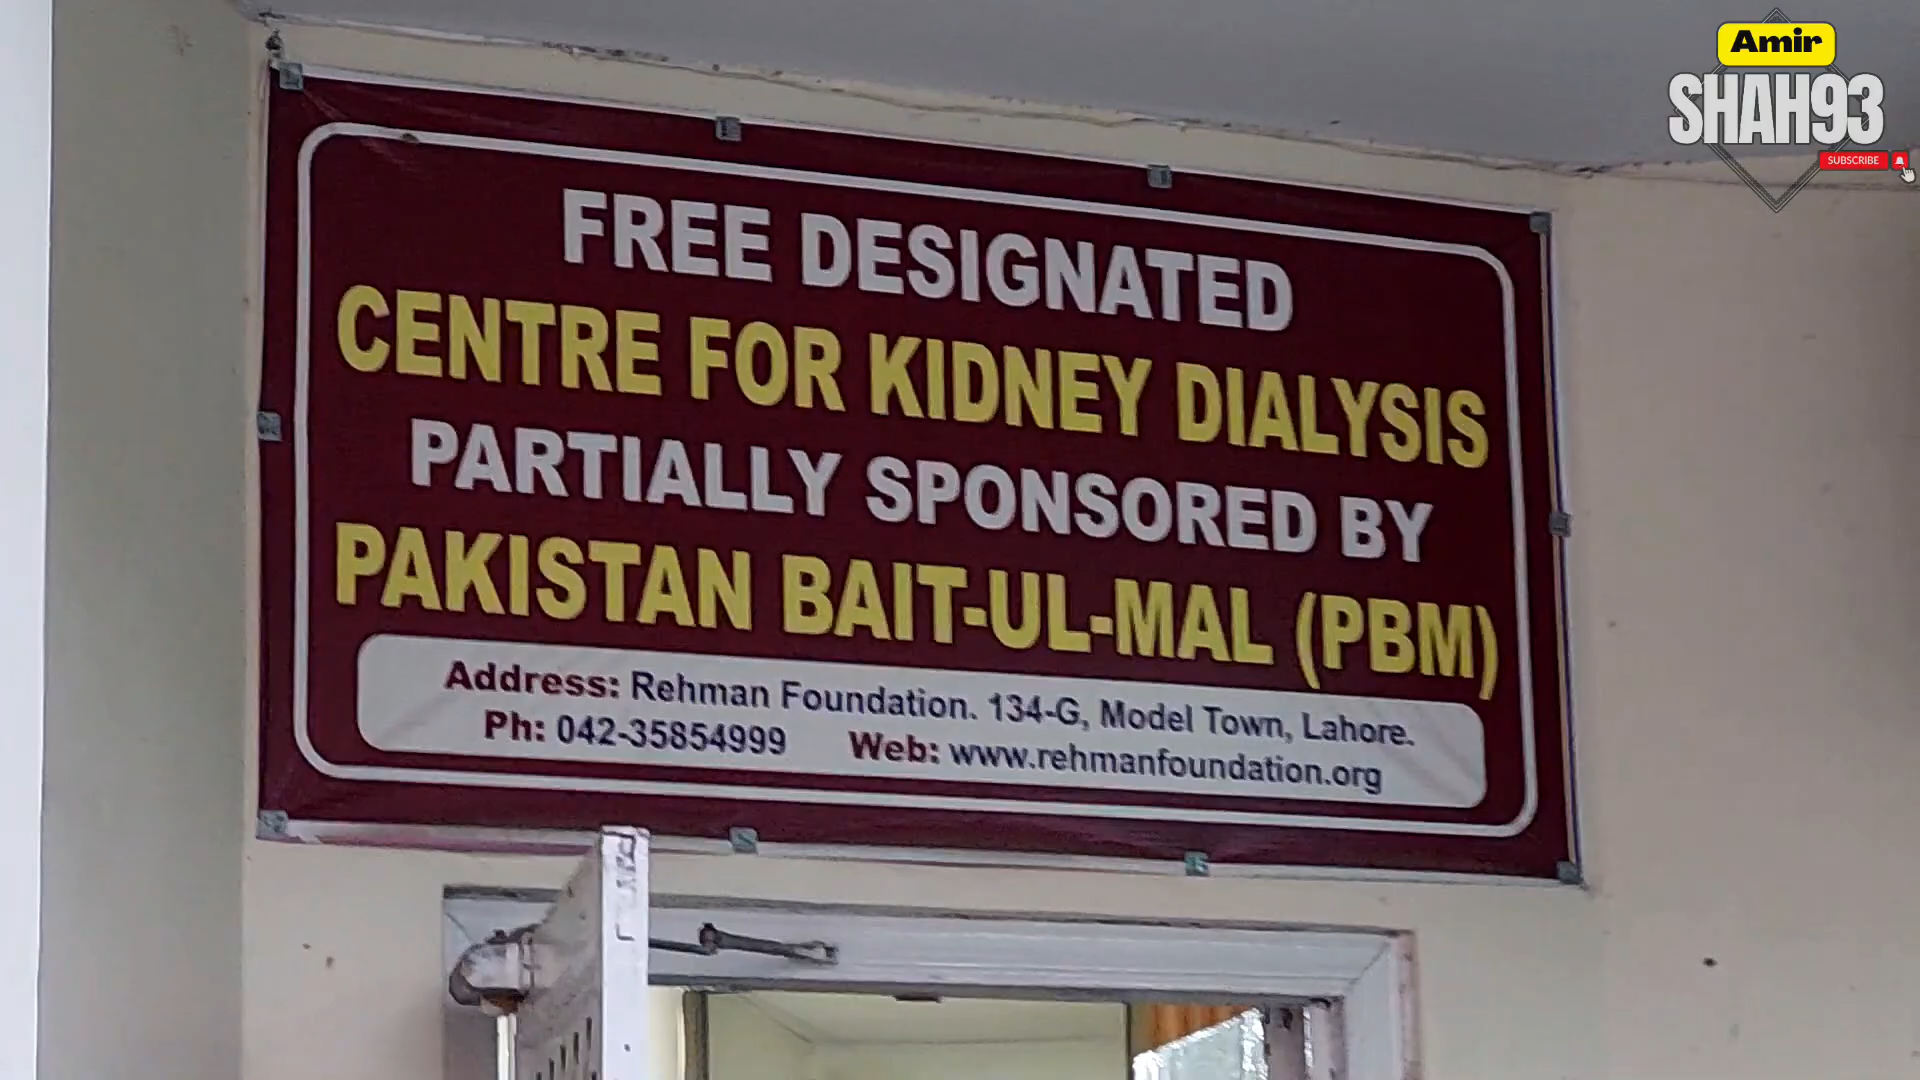 Amir
SHAH93
SUBSCRIBE
FREE DESIGNATED
CENTRE FOR KIDNEY DIALYSIS
PARTIALLY SPONSORED BY
PAKISTAN BAIT-UL-MAL (PBM)
Address: Rehman Foundation. 134-G, Model Town, Lahore.
Ph: 042-35854999 Web: www.rehmanfoundation.org